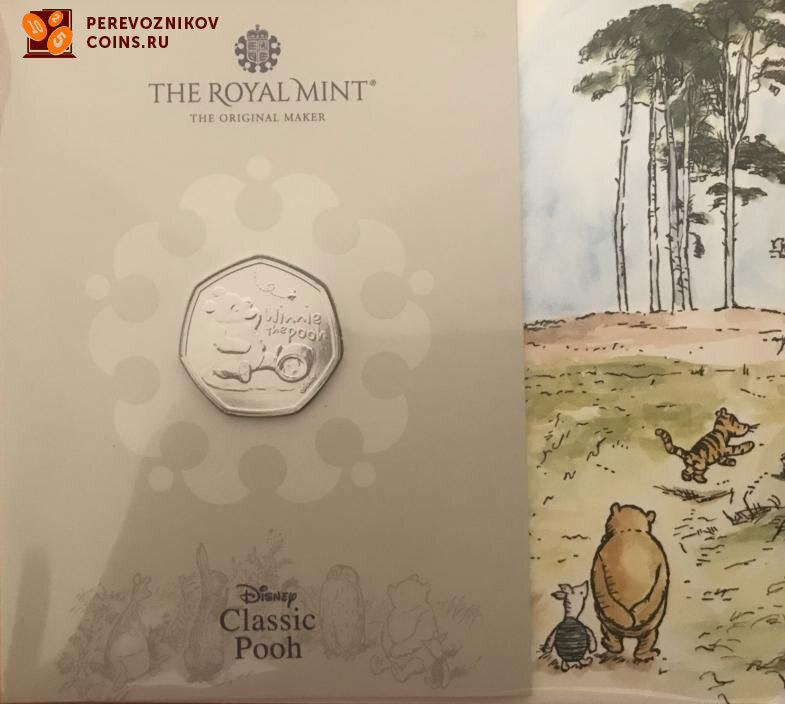 PEREVOZNIKOV
COINS.RU
THE ROYAL MINT®
THE ORIGINAL MAKER
Winnie
the pooh
Disney
Classic
Pooh